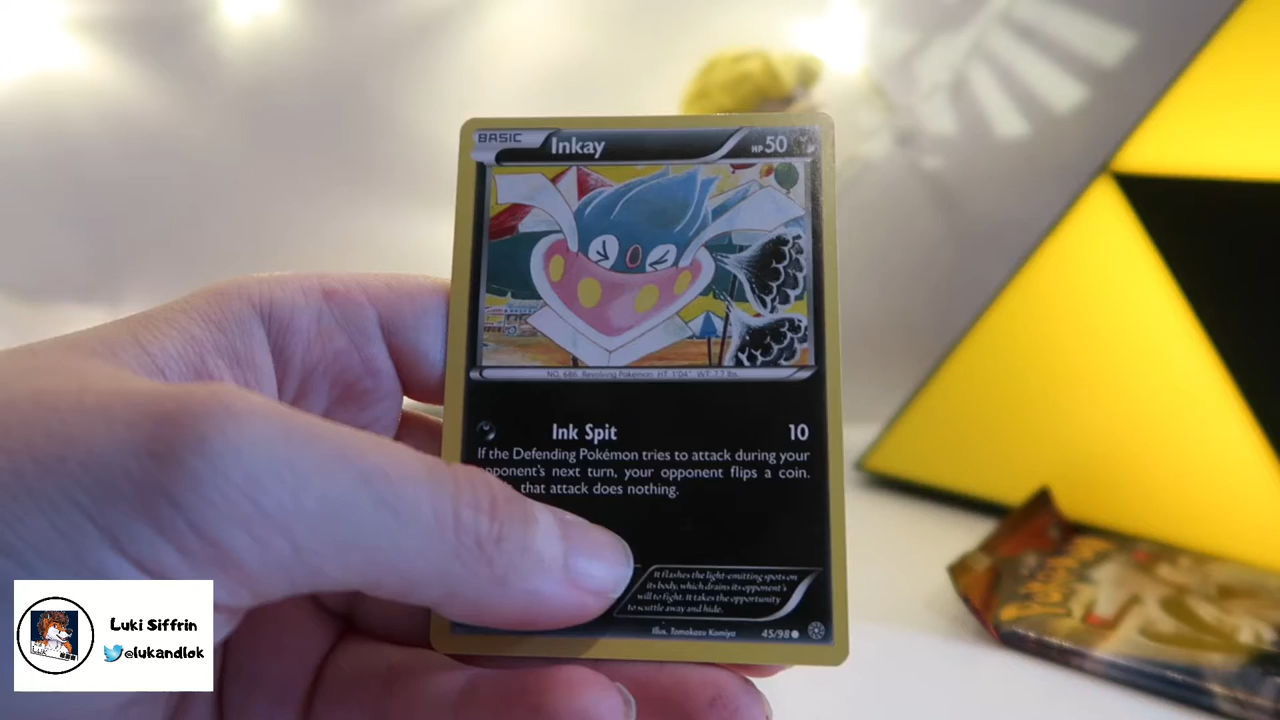 BASIC
Inkay
HP 50
NO. 686 Revolving Pokémon HT: 1'04" WT: 7.7 lbs.
Ink Spit 10
If the Defending Pokémon tries to attack during your
opponent's next turn, your opponent flips a coin.
that attack does nothing.
It flashes the light-emitting spots on
its body, which drains its opponent's
will to fight. It takes the opportunity
to scuttle away and hide.
Illus. Tomokazu Komiya 45/98
Pokémon
Luki Siffrin
@lukandlok